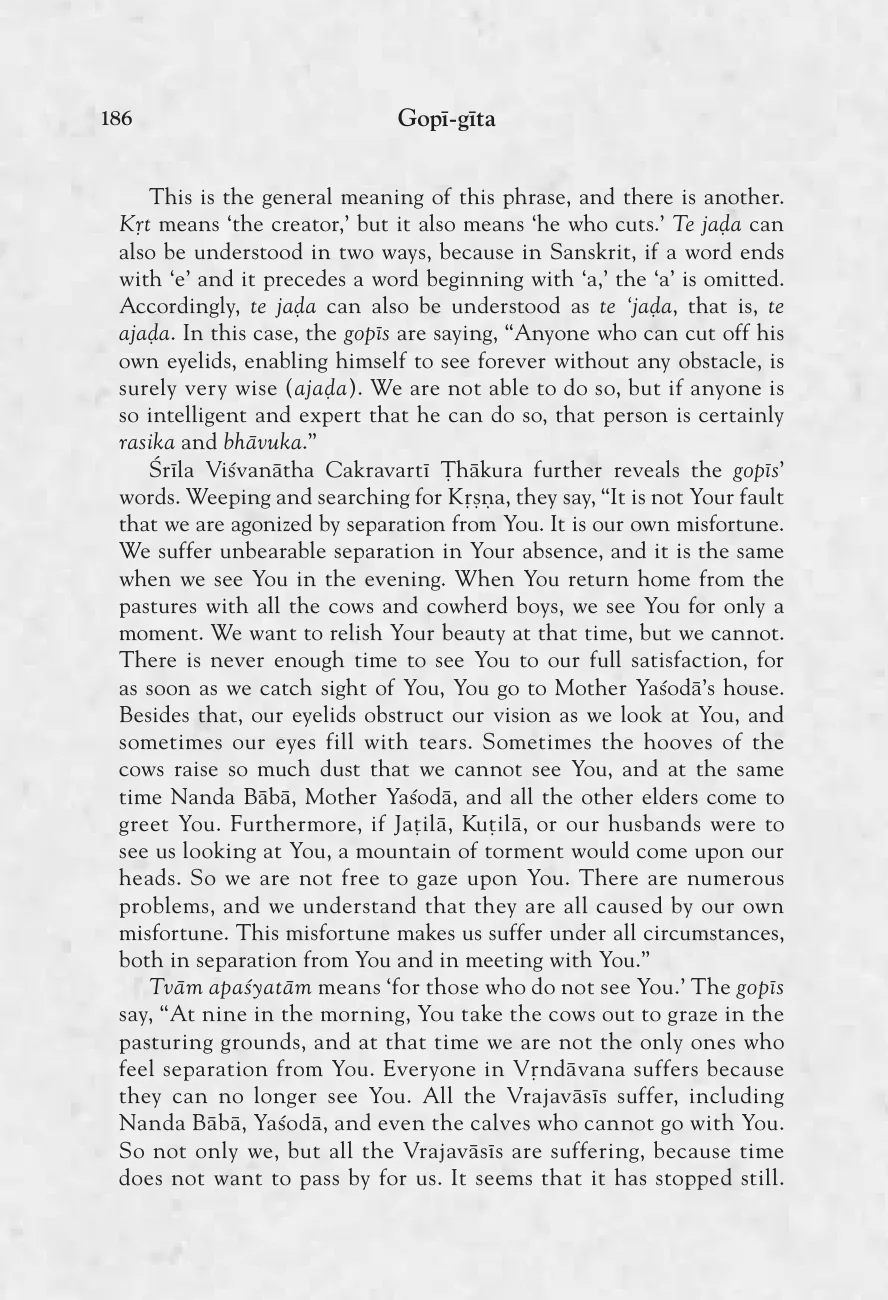 186
Gopī-gīta
This is the general meaning of this phrase, and there is another.
Kṛt means ‘the creator,’ but it also means ‘he who cuts.’ Te jaḍa can
also be understood in two ways, because in Sanskrit, if a word ends
with ‘e’ and it precedes a word beginning with ‘a,’ the ‘a’ is omitted.
Accordingly, te jaḍa can also be understood as te ‘jaḍa, that is, te
ajaḍa. In this case, the gopīs are saying, “Anyone who can cut off his
own eyelids, enabling himself to see forever without any obstacle, is
surely very wise (ajaḍa). We are not able to do so, but if anyone is
so intelligent and expert that he can do so, that person is certainly
rasika and bhāvuka.”
Śrīla Viśvanātha Cakravartī Ṭhākura further reveals the gopīs’
words. Weeping and searching for Kṛṣṇa, they say, “It is not Your fault
that we are agonized by separation from You. It is our own misfortune.
We suffer unbearable separation in Your absence, and it is the same
when we see You in the evening. When You return home from the
pastures with all the cows and cowherd boys, we see You for only a
moment. We want to relish Your beauty at that time, but we cannot.
There is never enough time to see You to our full satisfaction, for
as soon as we catch sight of You, You go to Mother Yaśodā’s house.
Besides that, our eyelids obstruct our vision as we look at You, and
sometimes our eyes fill with tears. Sometimes the hooves of the
cows raise so much dust that we cannot see You, and at the same
time Nanda Bābā, Mother Yaśodā, and all the other elders come to
greet You. Furthermore, if Jaṭilā, Kuṭilā, or our husbands were to
see us looking at You, a mountain of torment would come upon our
heads. So we are not free to gaze upon You. There are numerous
problems, and we understand that they are all caused by our own
misfortune. This misfortune makes us suffer under all circumstances,
both in separation from You and in meeting with You.”
Tvām apaśyatām means ‘for those who do not see You.’ The gopīs
say, “At nine in the morning, You take the cows out to graze in the
pasturing grounds, and at that time we are not the only ones who
feel separation from You. Everyone in Vṛndāvana suffers because
they can no longer see You. All the Vrajavāsīs suffer, including
Nanda Bābā, Yaśodā, and even the calves who cannot go with You.
So not only we, but all the Vrajavāsīs are suffering, because time
does not want to pass by for us. It seems that it has stopped still.